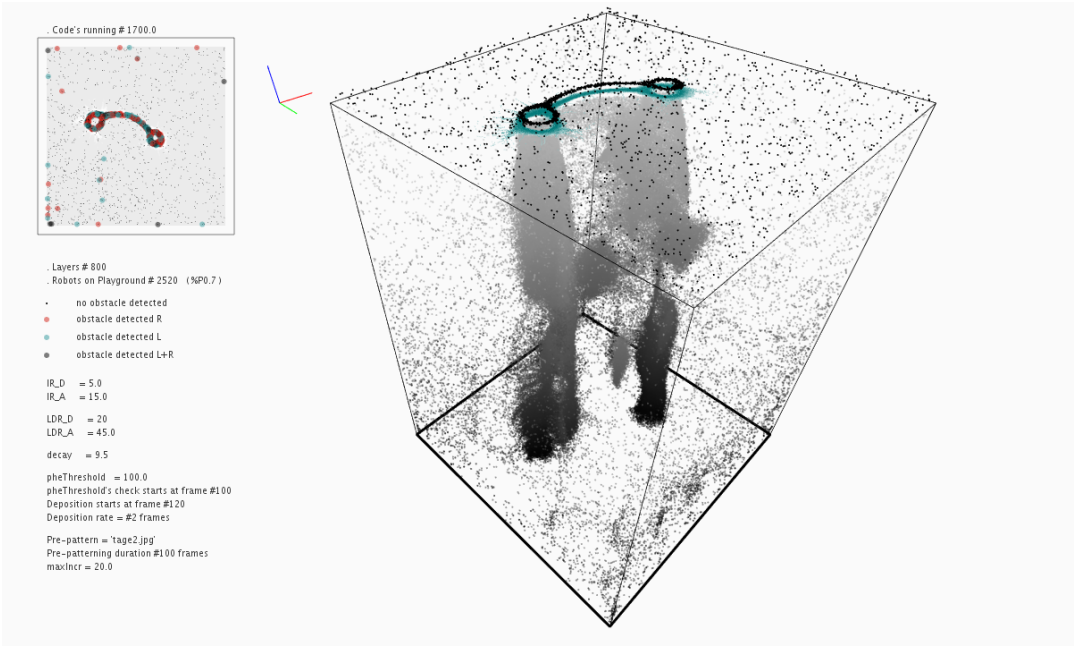 . Code's running # 1700.0
. Layers # 800
. Robots on Playground # 2520 (%P0.7)
no obstacle detected
obstacle detected R
obstacle detected L
obstacle detected L+R
IR_D = 5.0
IR_A = 15.0
LDR_D = 20
LDR_A = 45.0
decay = 9.5
pheThreshold = 100.0
pheThreshold's check starts at frame #100
Deposition starts at frame #120
Deposition rate = #2 frames
Pre-pattern = 'tage2.jpg'
Pre-patterning duration #100 frames
maxIncr = 20.0